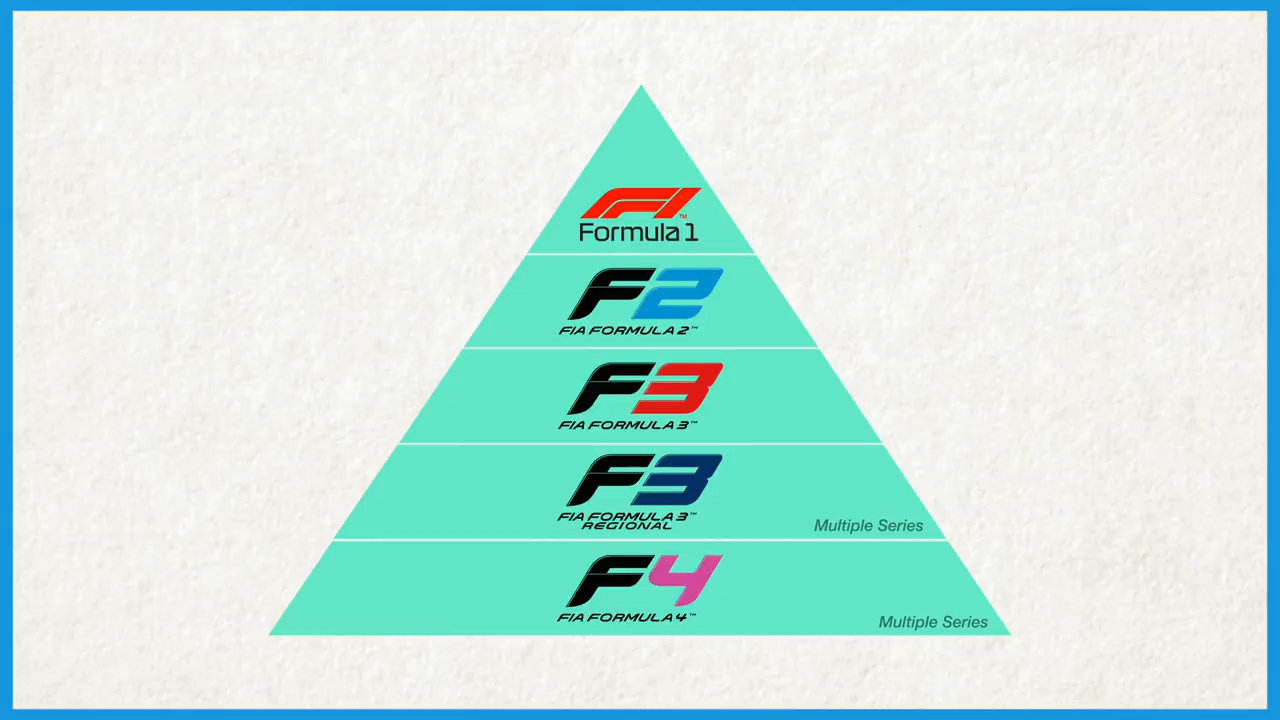 F1™
Formula 1
F2
FIA FORMULA 2™
F3
FIA FORMULA 3™
F3
FIA FORMULA 3™
REGIONAL
Multiple Series
F4
FIA FORMULA 4™
Multiple Series